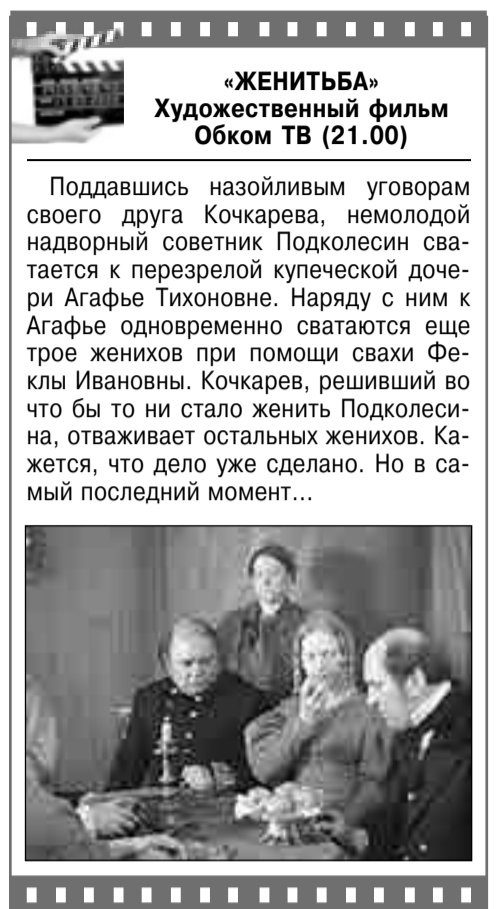 «ЖЕНИТЬБА»
Художественный фильм
Обком ТВ (21.00)
Поддавшись назойливым уговорам
своего друга Кочкарева, немолодой
надворный советник Подколесин сва-
тается к перезрелой купеческой доче-
ри Агафье Тихоновне. Наряду с ним к
Агафье одновременно сватаются еще
трое женихов при помощи свахи Фе-
клы Ивановны. Кочкарев, решивший во
что бы то ни стало женить Подколеси-
на, отваживает остальных женихов. Ка-
жется, что дело уже сделано. Но в са-
мый последний момент...